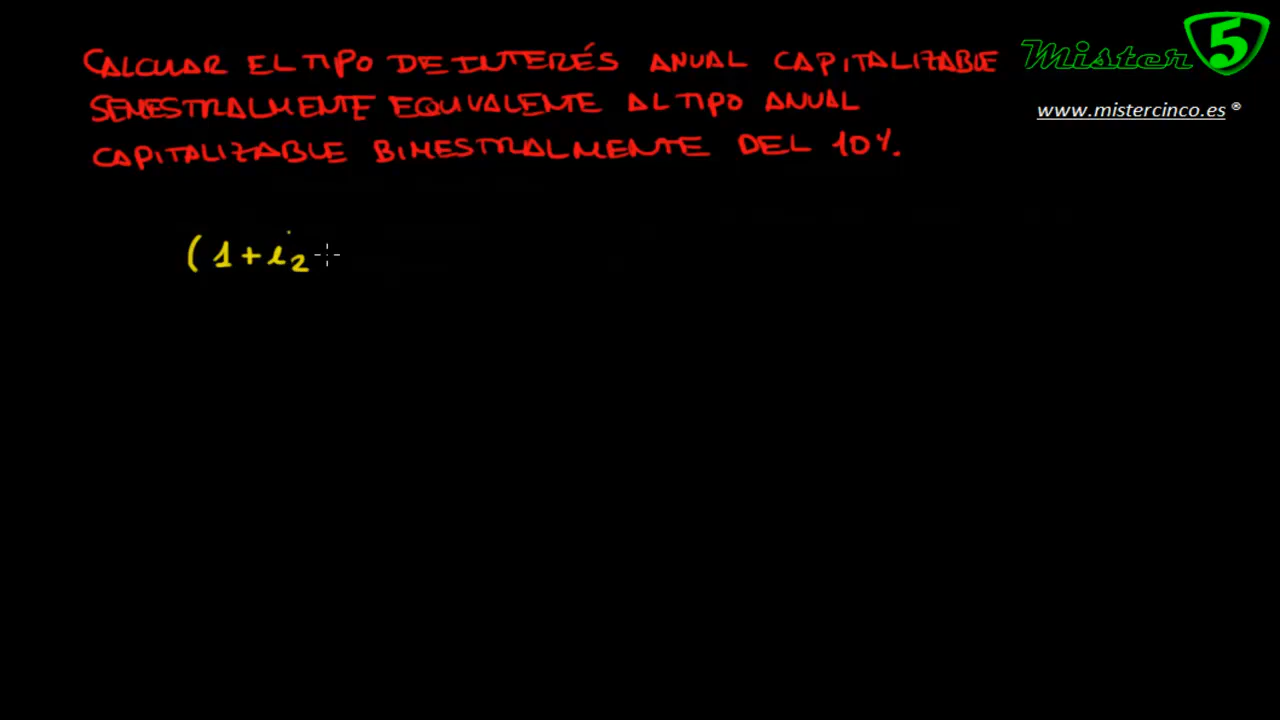 CALCULAR EL TIPO DE INTERÉS ANUAL CAPITALIZABLE
SEMESTRALMENTE EQUIVALENTE AL TIPO ANUAL
CAPITALIZABLE BIMESTRALMENTE DEL 10%.
Mister 5
www.mistercinco.es ®
(1+i₂